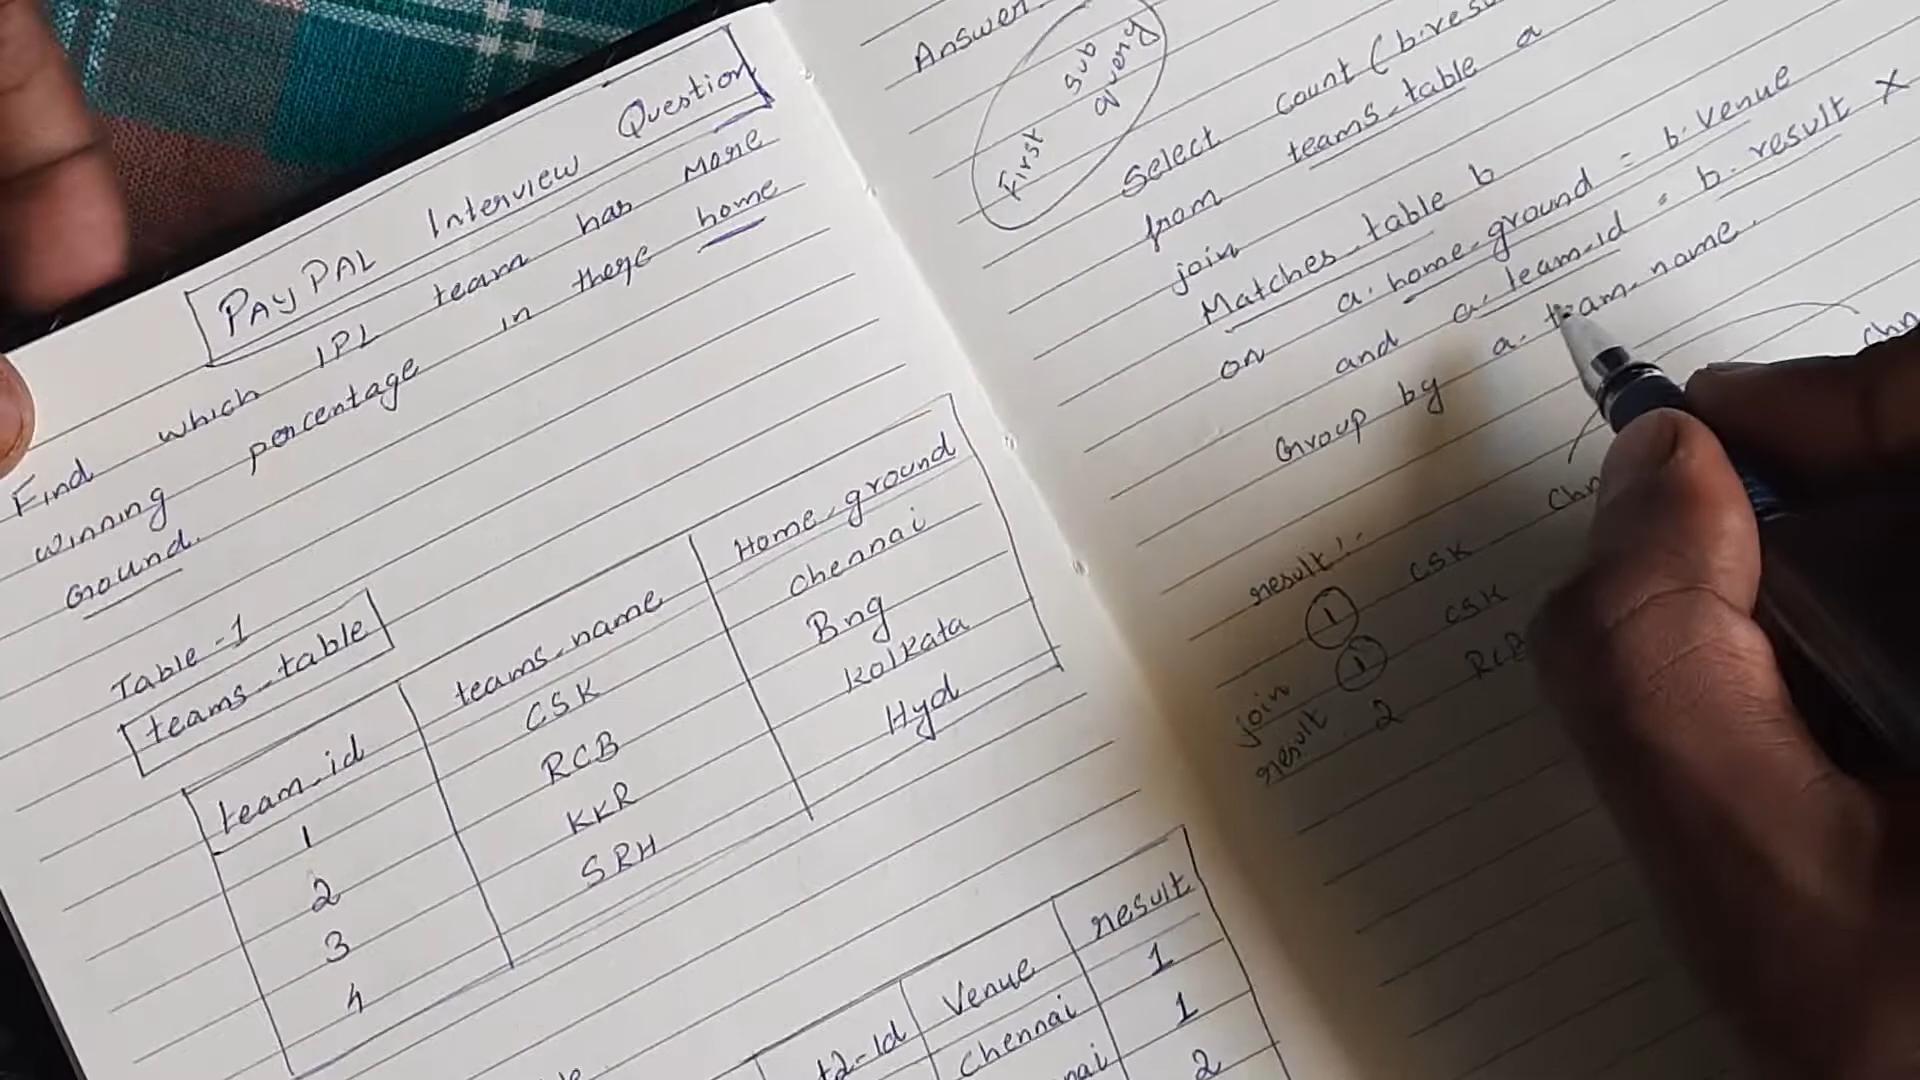 PAYPAL Interview Question
Find which IPL team has more
winning percentage in there home
Ground.
Table-1
teams_table
team_id teams_name Home_ground
1 CSK Chennai
2 RCB Bng
3 KKR Kolkata
4 SRH Hyd
t2-Id Venue result
Chennai 1
1
2
Answer
First Sub Query
Select count (b.resu
from teams_table a
join
Matches_table b
on a.home_ground = b.venue
and a.team_id = b.result X
Group by a.team_name.
result:-
1 CSK Chn
1 CSK
2 RCB
join result